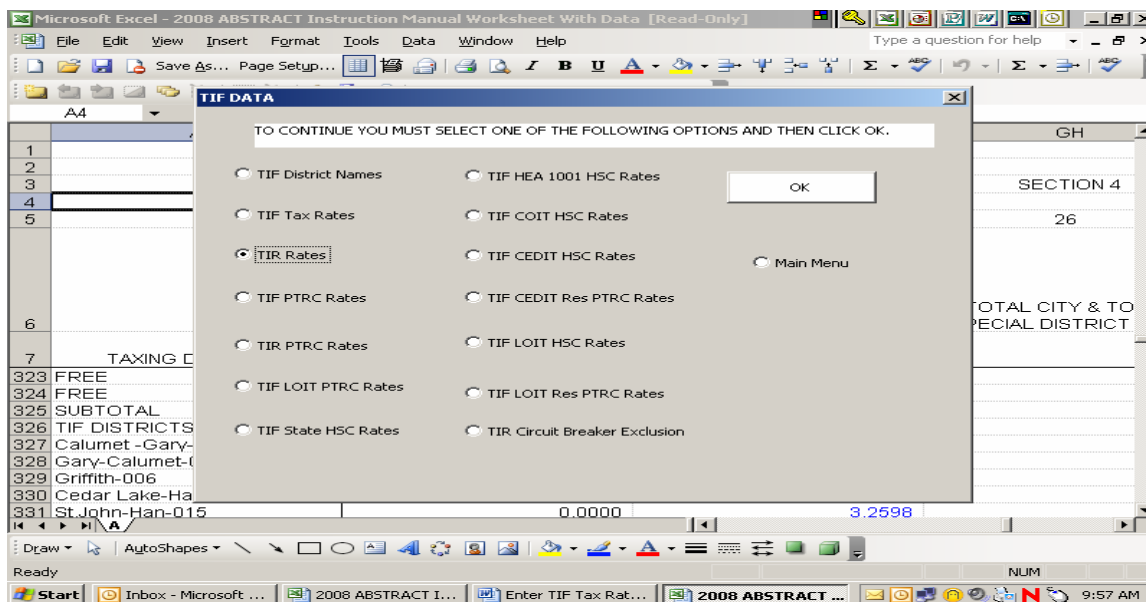 Microsoft Excel - 2008 ABSTRACT Instruction Manual Worksheet With Data [Read-Only]
File Edit View Insert Format Tools Data Window Help Type a question for help
Save As... Page Setup...
A4
TIF DATA
TO CONTINUE YOU MUST SELECT ONE OF THE FOLLOWING OPTIONS AND THEN CLICK OK.
TIF District Names
TIF Tax Rates
TIR Rates
TIF PTRC Rates
TIR PTRC Rates
TIF LOIT PTRC Rates
TIF State HSC Rates
TIF HEA 1001 HSC Rates
TIF COIT HSC Rates
TIF CEDIT HSC Rates
TIF CEDIT Res PTRC Rates
TIF LOIT HSC Rates
TIF LOIT Res PTRC Rates
TIR Circuit Breaker Exclusion
OK
Main Menu
GH
1
2
3 SECTION 4
4
5 26
OTAL CITY & TO
6 PECIAL DISTRICT
7 TAXING D
323 FREE
324 FREE
325 SUBTOTAL
326 TIF DISTRICTS
327 Calumet -Gary-
328 Gary-Calumet-(
329 Griffith-006
330 Cedar Lake-Ha
331 St.John-Han-015 0.0000 3.2598
A
Draw AutoShapes
Ready NUM
Start Inbox - Microsoft ... 2008 ABSTRACT I... Enter TIF Tax Rat... 2008 ABSTRACT ... 9:57 AM